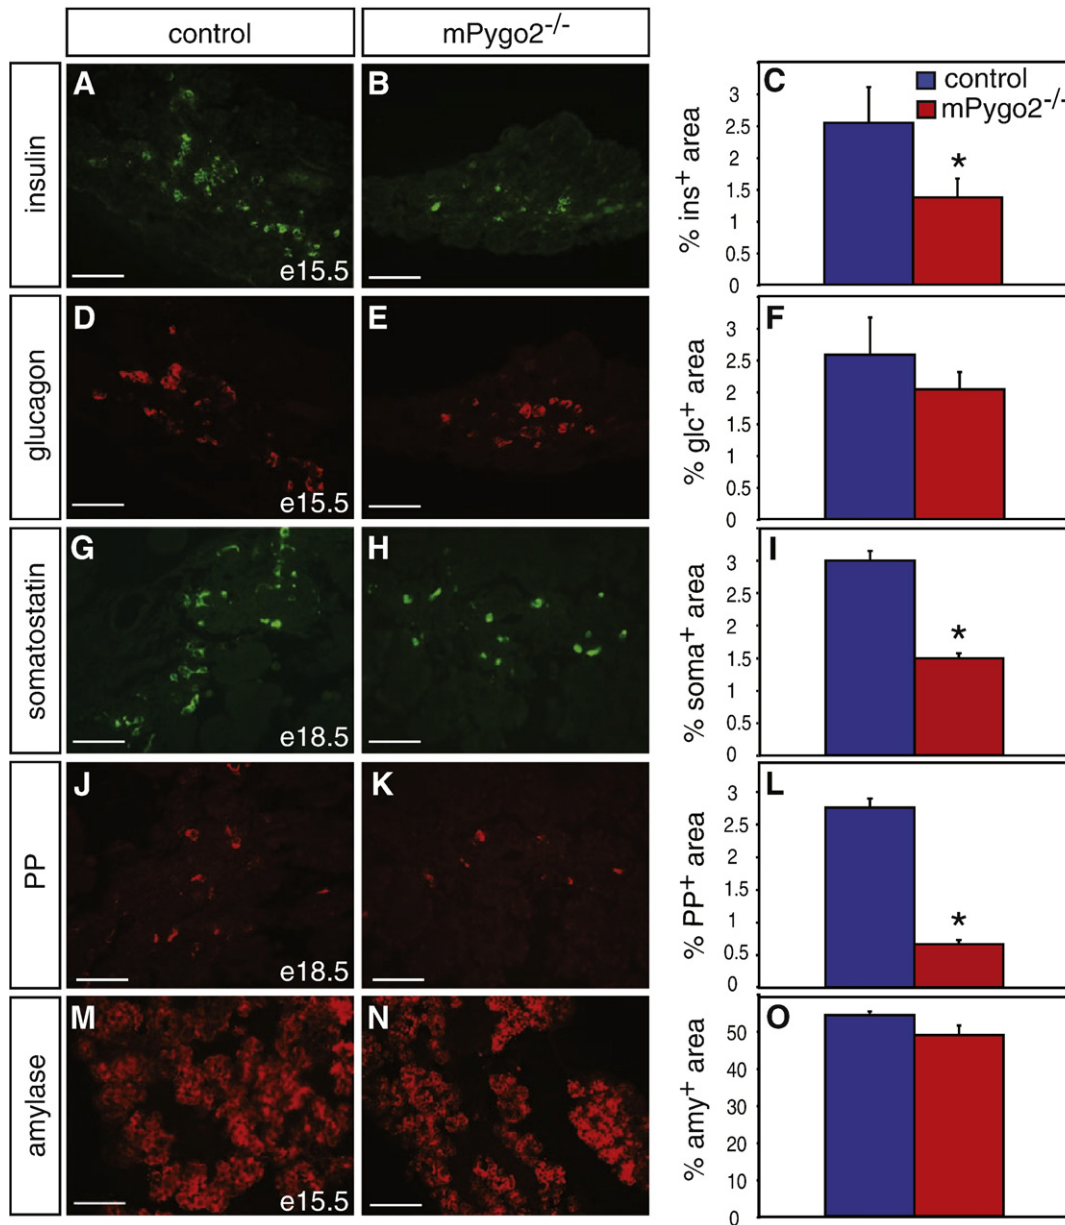 control
mPygo2-/-
insulin
A
e15.5
B
C
control
mPygo2-/-
% ins+ area
3
2.5
2
1.5
1
0.5
0
*
glucagon
D
e15.5
E
F
% glc+ area
3
2.5
2
1.5
1
0.5
0
somatostatin
G
e18.5
H
I
% soma+ area
3
2.5
2
1.5
1
0.5
0
*
PP
J
e18.5
K
L
% PP+ area
3
2.5
2
1.5
1
0.5
0
*
amylase
M
e15.5
N
O
% amy+ area
50
40
30
20
10
0